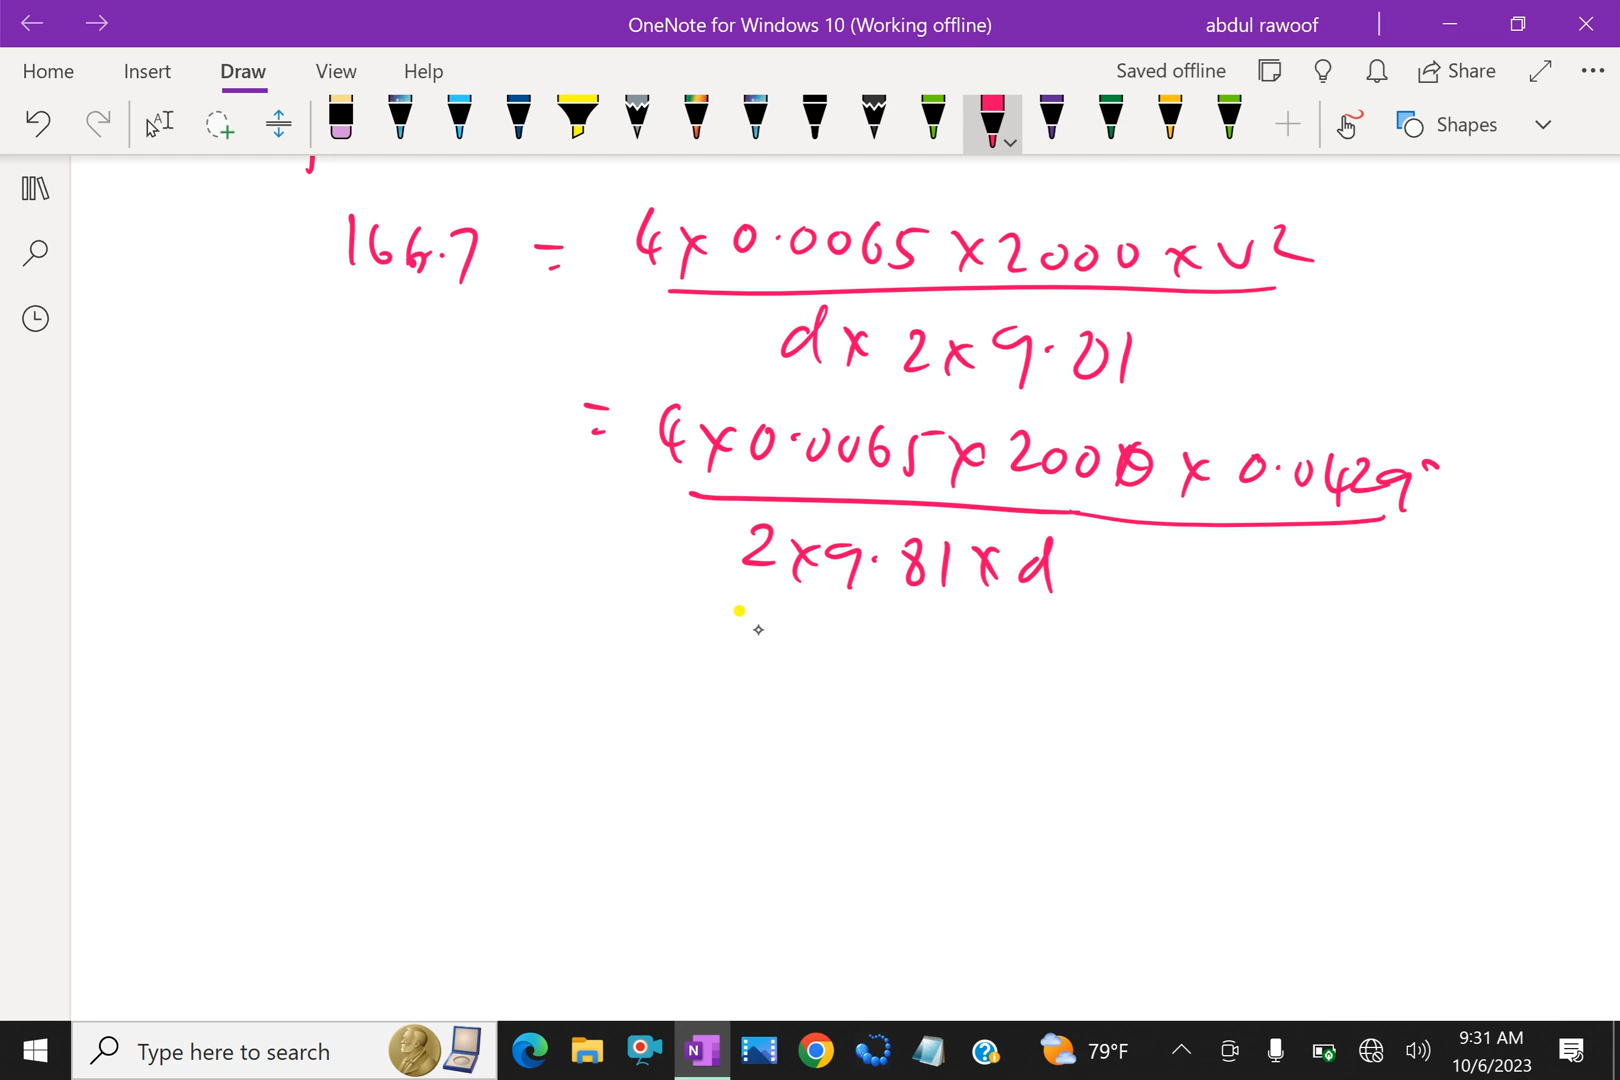 OneNote for Windows 10 (Working offline)
abdul rawoof
Home Insert Draw View Help
Saved offline
Share
Shapes
166.7 = 4 x 0.0065 x 2000 x v2
d x 2 x 9.81
= 4 x 0.0065 x 2000 x 0.0429
2 x 9.81 x d
Type here to search
79°F
9:31 AM
10/6/2023